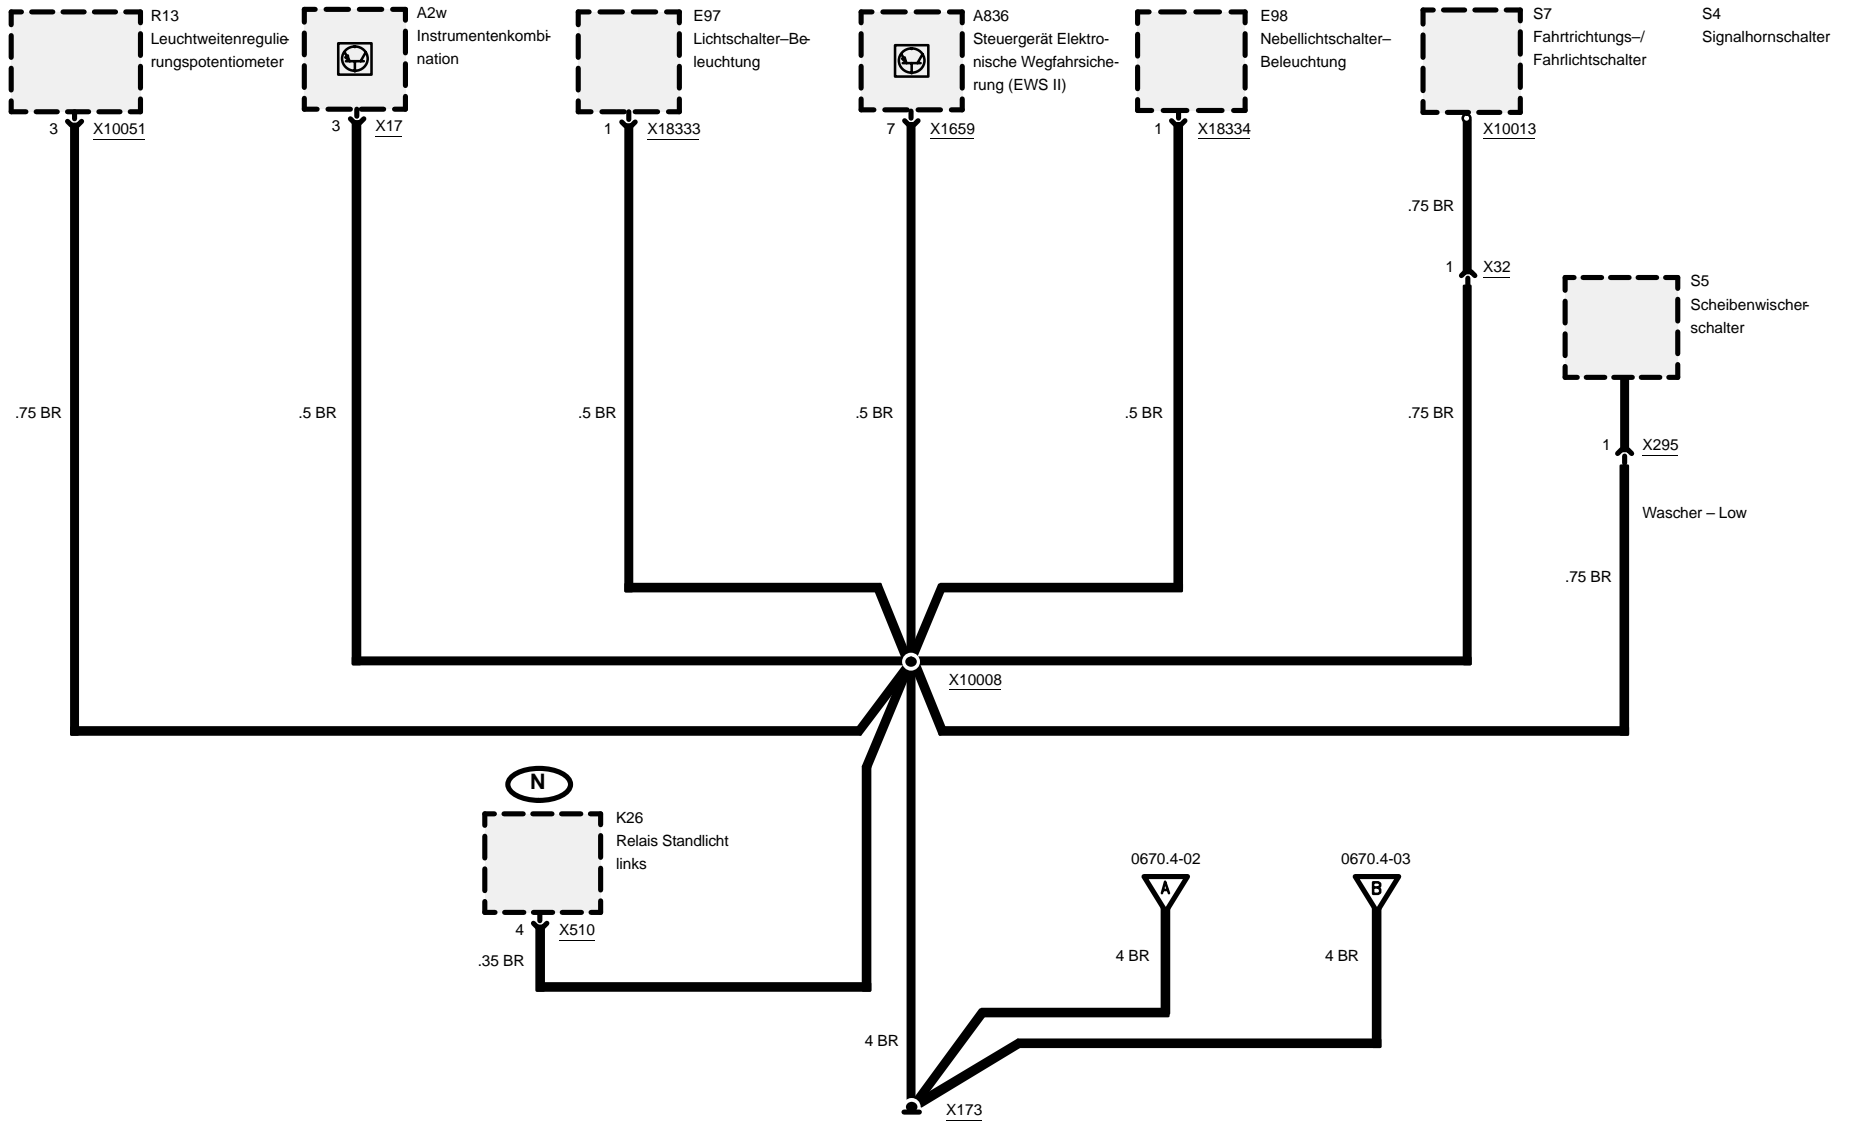 R13
Leuchtweitenregulie-
rungspotentiometer
3
X10051
A2w
Instrumentenkombi-
nation
3
X17
E97
Lichtschalter–Be-
leuchtung
1
X18333
A836
Steuergerät Elektro-
nische Wegfahrsiche-
rung (EWS II)
7
X1659
E98
Nebellichtschalter–
Beleuchtung
1
X18334
S7
Fahrtrichtungs–/
Fahrlichtschalter
X10013
S4
Signalhornschalter
.75 BR
1
X32
S5
Scheibenwischer-
schalter
.75 BR
.5 BR
.5 BR
.5 BR
.5 BR
.75 BR
1
X295
Wascher – Low
.75 BR
X10008
N
K26
Relais Standlicht
links
4
X510
.35 BR
0670.4-02
A
0670.4-03
B
4 BR
4 BR
4 BR
X173